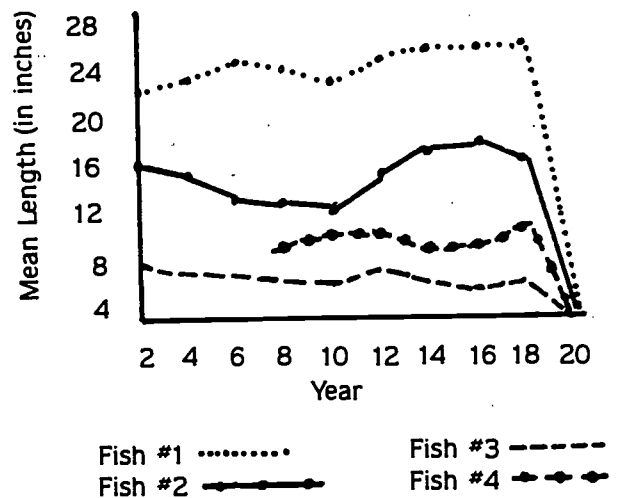 Mean Length (in inches)
28
24
20
16
12
8
4
2 4 6 8 10 12 14 16 18 20
Year
Fish #1
Fish #2
Fish #3
Fish #4